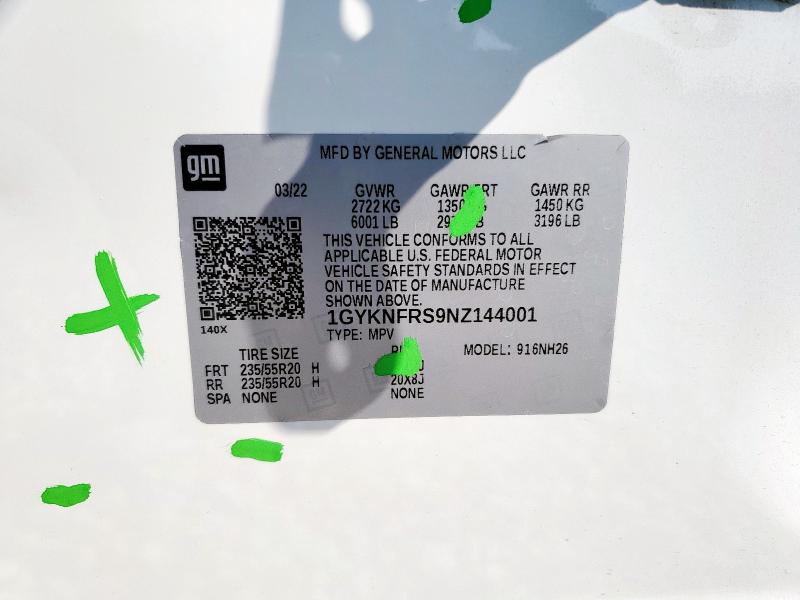 gm
MFD BY GENERAL MOTORS LLC
03/22 GVWR GAWR RR
2722 KG 1450 KG
6001 LB 3196 LB
THIS VEHICLE CONFORMS TO ALL
APPLICABLE U.S. FEDERAL MOTOR
VEHICLE SAFETY STANDARDS IN EFFECT
ON THE DATE OF MANUFACTURE
SHOWN ABOVE.
1GYKNFRS9NZ144001
140X
TYPE: MPV
TIRE SIZE MODEL: 916NH26
FRT 235/55R20 H
RR 235/55R20 H 20X8J
SPA NONE NONE